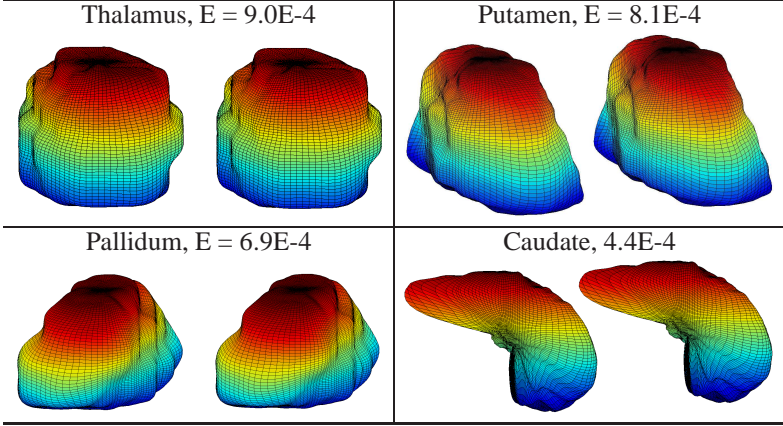 Thalamus, E = 9.0E-4
Putamen, E = 8.1E-4
Pallidum, E = 6.9E-4
Caudate, 4.4E-4